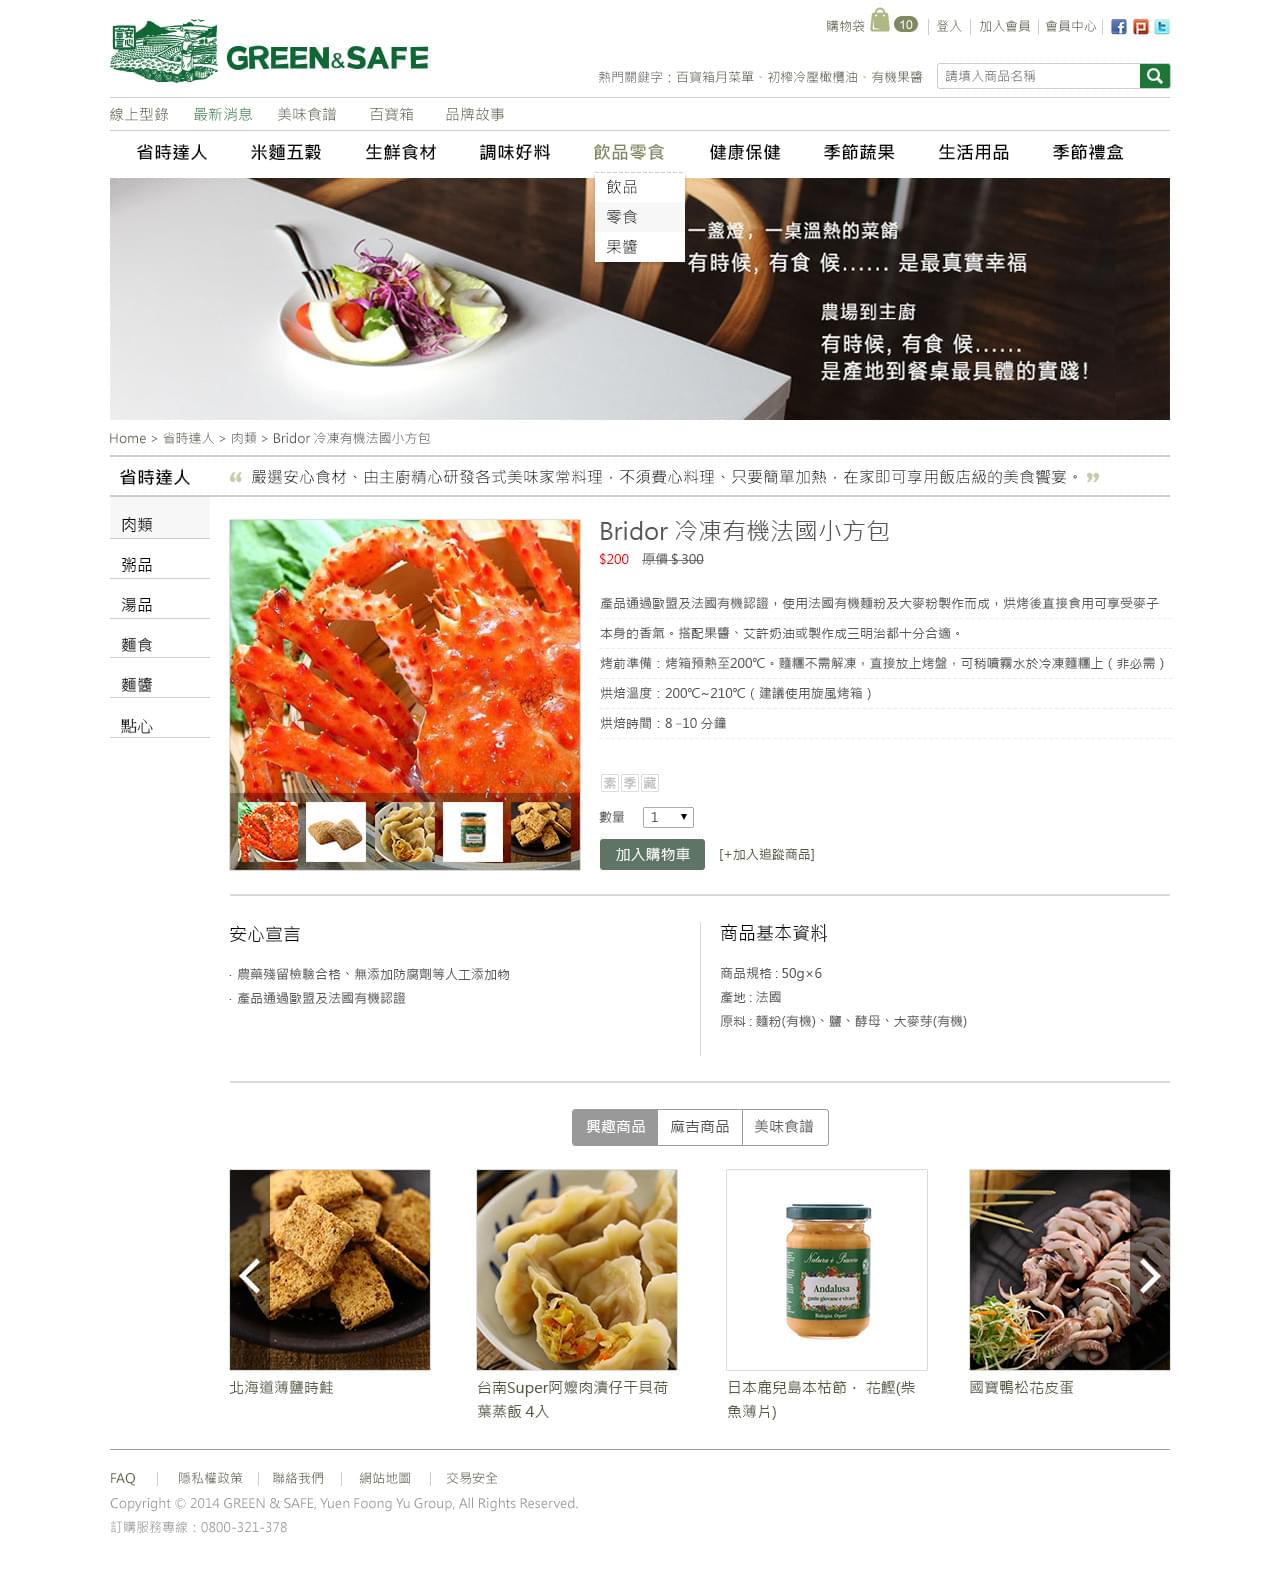 購物袋 10 登入 加入會員 會員中心
GREEN&SAFE
熱門關鍵字：百寶箱月菜單、初榨冷壓橄欖油、有機果醬 請填入商品名稱
線上型錄 最新消息 美味食譜 百寶箱 品牌故事
省時達人 米麵五穀 生鮮食材 調味好料 飲品零食 健康保健 季節蔬果 生活用品 季節禮盒
飲品
零食
果醬
一盞燈，一桌溫熱的菜餚
有時候, 有食 候...... 是最真實幸福
農場到主廚
有時候, 有食 候......
是產地到餐桌最具體的實踐!
Home > 省時達人 > 肉類 > Bridor 冷凍有機法國小方包
省時達人 “ 嚴選安心食材、由主廚精心研發各式美味家常料理，不須費心料理、只要簡單加熱，在家即可享用飯店級的美食饗宴。”
肉類
粥品
湯品
麵食
麵醬
點心
Bridor 冷凍有機法國小方包
$200 原價 $ 300
產品通過歐盟及法國有機認證，使用法國有機麵粉及大麥粉製作而成，烘烤後直接食用可享受麥子
本身的香氣。搭配果醬、艾許奶油或製作成三明治都十分合適。
烤前準備：烤箱預熱至200℃。麵糰不需解凍，直接放上烤盤，可稍噴霧水於冷凍麵糰上（非必需）
烘焙溫度：200℃~210℃（建議使用旋風烤箱）
烘焙時間：8 –10 分鐘
素 季 藏
數量 1
加入購物車 [+加入追蹤商品]
安心宣言
· 農藥殘留檢驗合格、無添加防腐劑等人工添加物
· 產品通過歐盟及法國有機認證
商品基本資料
商品規格 : 50g×6
產地 : 法國
原料 : 麵粉(有機)、鹽、酵母、大麥芽(有機)
興趣商品 麻吉商品 美味食譜
Andalusa
北海道薄鹽時鮭
台南Super阿嬤肉漬仔干貝荷
葉蒸飯 4入
日本鹿兒島本枯節． 花鰹(柴
魚薄片)
國寶鴨松花皮蛋
FAQ 隱私權政策 聯絡我們 網站地圖 交易安全
Copyright © 2014 GREEN & SAFE, Yuen Foong Yu Group, All Rights Reserved.
訂購服務專線：0800-321-378